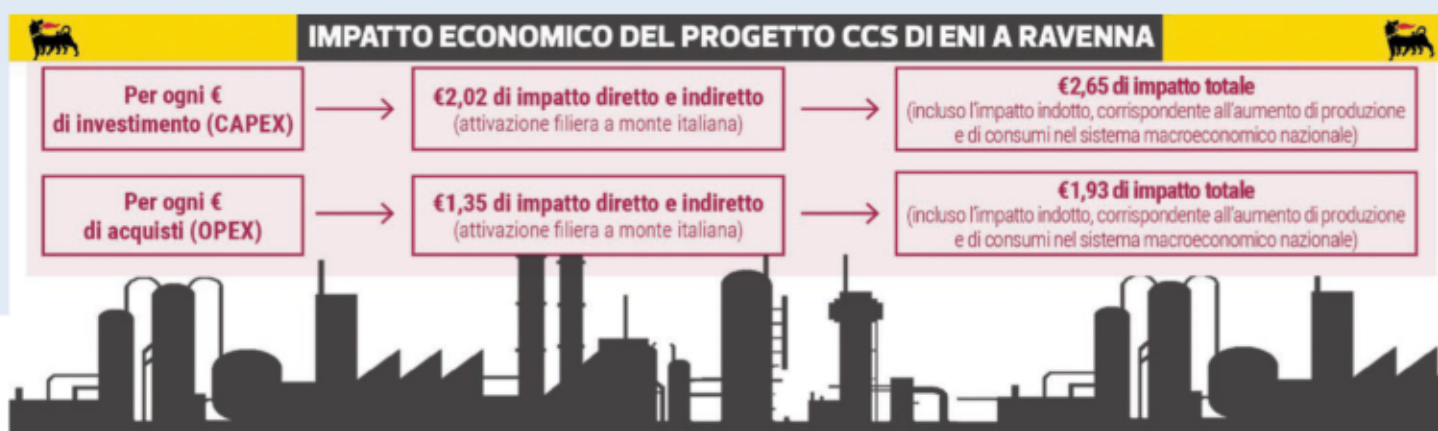 IMPATTO ECONOMICO DEL PROGETTO CCS DI ENI A RAVENNA
Per ogni €
di investimento (CAPEX)
€2,02 di impatto diretto e indiretto
(attivazione filiera a monte italiana)
€2,65 di impatto totale
(incluso l'impatto indotto, corrispondente all'aumento di produzione
e di consumi nel sistema macroeconomico nazionale)
Per ogni €
di acquisti (OPEX)
€1,35 di impatto diretto e indiretto
(attivazione filiera a monte italiana)
€1,93 di impatto totale
(incluso l'impatto indotto, corrispondente all'aumento di produzione
e di consumi nel sistema macroeconomico nazionale)